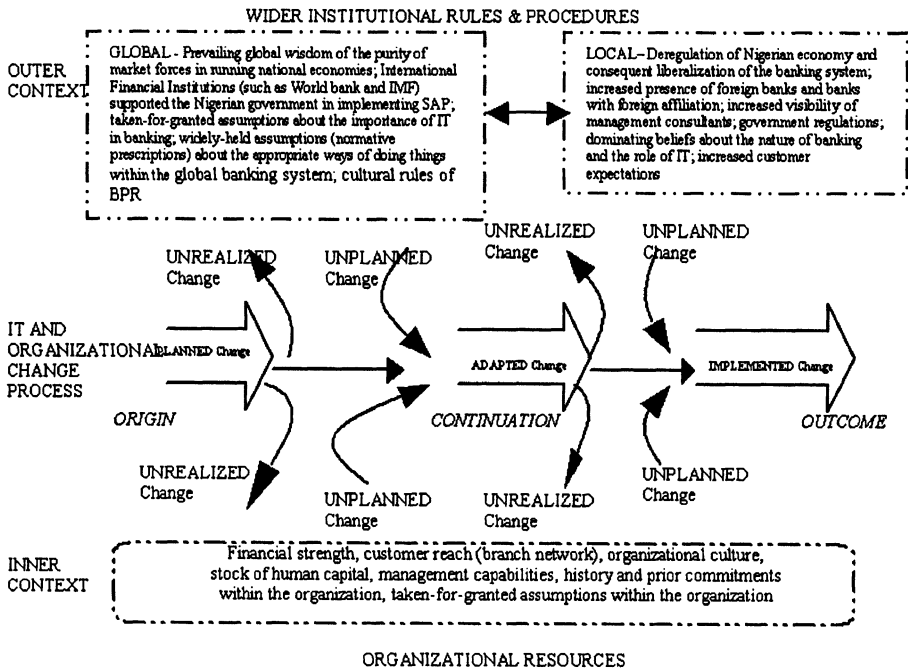 WIDER INSTITUTIONAL RULES & PROCEDURES
OUTER
CONTEXT
GLOBAL - Prevailing global wisdom of the purity of
market forces in running national economies; International
Financial Institutions (such as World bank and IMF)
supported the Nigerian government in implementing SAP;
taken-for-granted assumptions about the importance of IT
in banking; widely-held assumptions (normative
prescriptions) about the appropriate ways of doing things
within the global banking system; cultural rules of
BPR
LOCAL– Deregulation of Nigerian economy and
consequent liberalization of the banking system;
increased presence of foreign banks and banks
with foreign affiliation; increased visibility of
management consultants; government regulations;
dominating beliefs about the nature of banking
and the role of IT; increased customer
expectations
UNREALIZED
Change
UNPLANNED
Change
UNREALIZED
Change
UNPLANNED
Change
IT AND
ORGANIZATIONAL
CHANGE
PROCESS
PLANNED Change
ADAPTED Change
IMPLEMENTED Change
ORIGIN
CONTINUATION
OUTCOME
UNREALIZED
Change
UNPLANNED
Change
UNREALIZED
Change
UNPLANNED
Change
INNER
CONTEXT
Financial strength, customer reach (branch network), organizational culture,
stock of human capital, management capabilities, history and prior commitments
within the organization, taken-for-granted assumptions within the organization
ORGANIZATIONAL RESOURCES